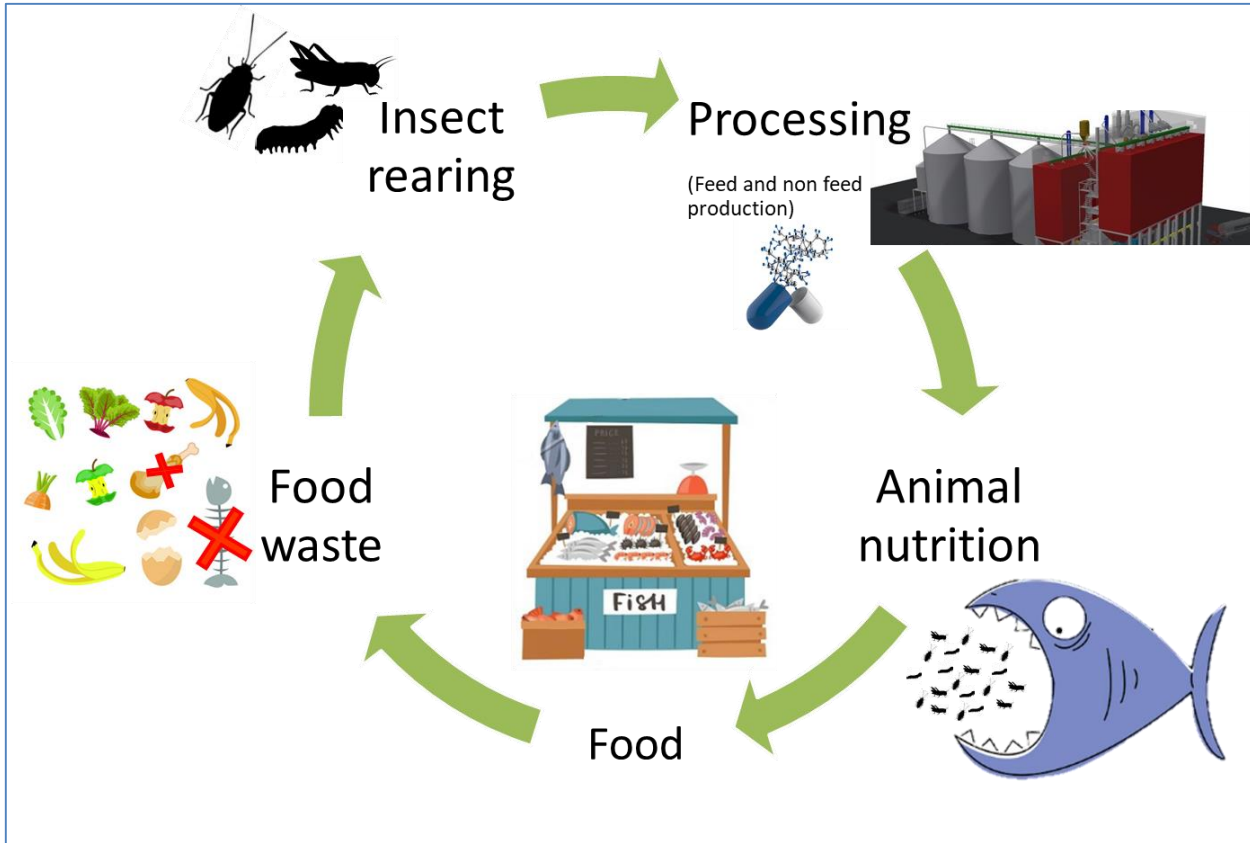 Insect
rearing
Processing
(Feed and non feed
production)
Animal
nutrition
Food
Food
waste
PRICE
FISH